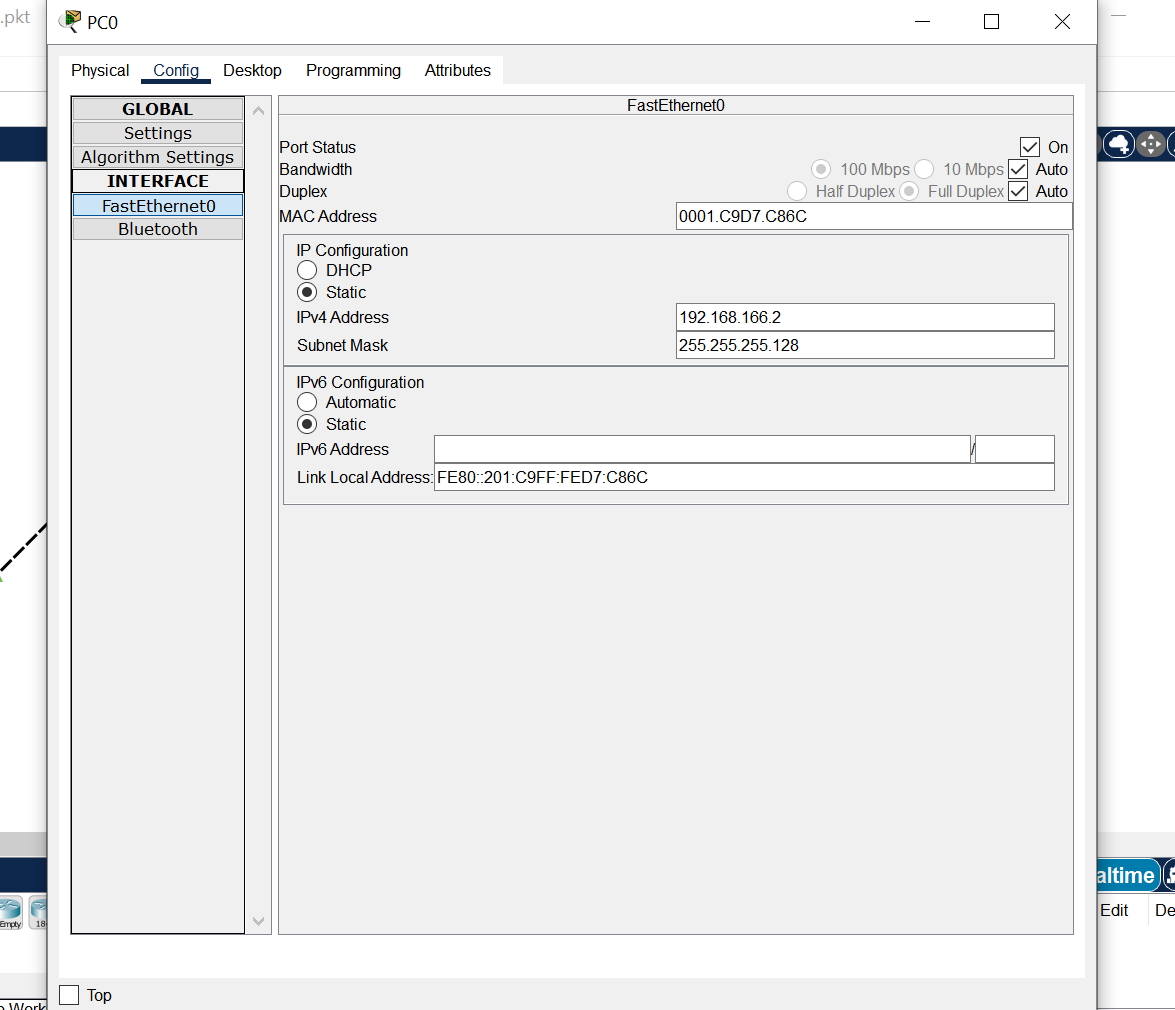 .pkt
PC0
Physical Config Desktop Programming Attributes
GLOBAL
Settings
Algorithm Settings
INTERFACE
FastEthernet0
Bluetooth
FastEthernet0
Port Status On
Bandwidth 100 Mbps 10 Mbps Auto
Duplex Half Duplex Full Duplex Auto
MAC Address 0001.C9D7.C86C
IP Configuration
DHCP
Static
IPv4 Address 192.168.166.2
Subnet Mask 255.255.255.128
IPv6 Configuration
Automatic
Static
IPv6 Address /
Link Local Address: FE80::201:C9FF:FED7:C86C
Top
altime
Edit De
Empty 18
Work